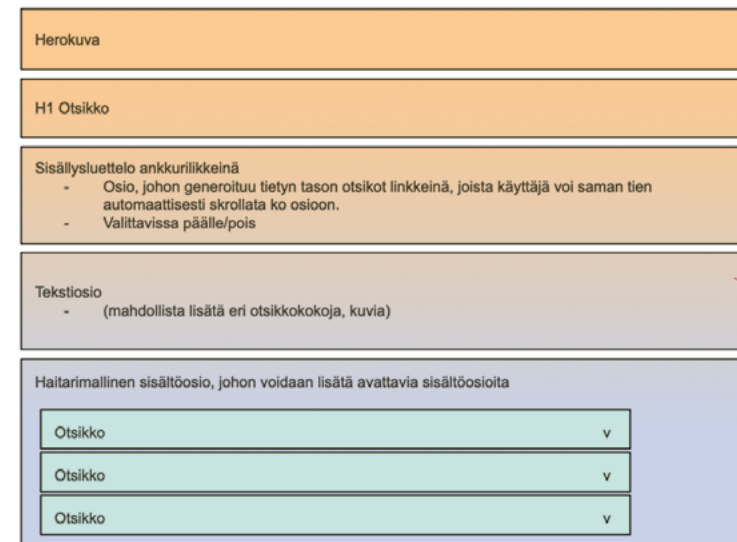 Herokuva
H1 Otsikko
Sisällysluettelo ankkurilikkeinä
- Osio, johon generoituu tietyn tason otsikot linkkeinä, joista käyttäjä voi saman tien
automaattisesti skrollata ko osioon.
- Valittavissa päälle/pois
Tekstiosio
- (mahdollista lisätä eri otsikkokokoja, kuvia)
Haitarimallinen sisältöosio, johon voidaan lisätä avattavia sisältöosioita
Otsikko v
Otsikko v
Otsikko v